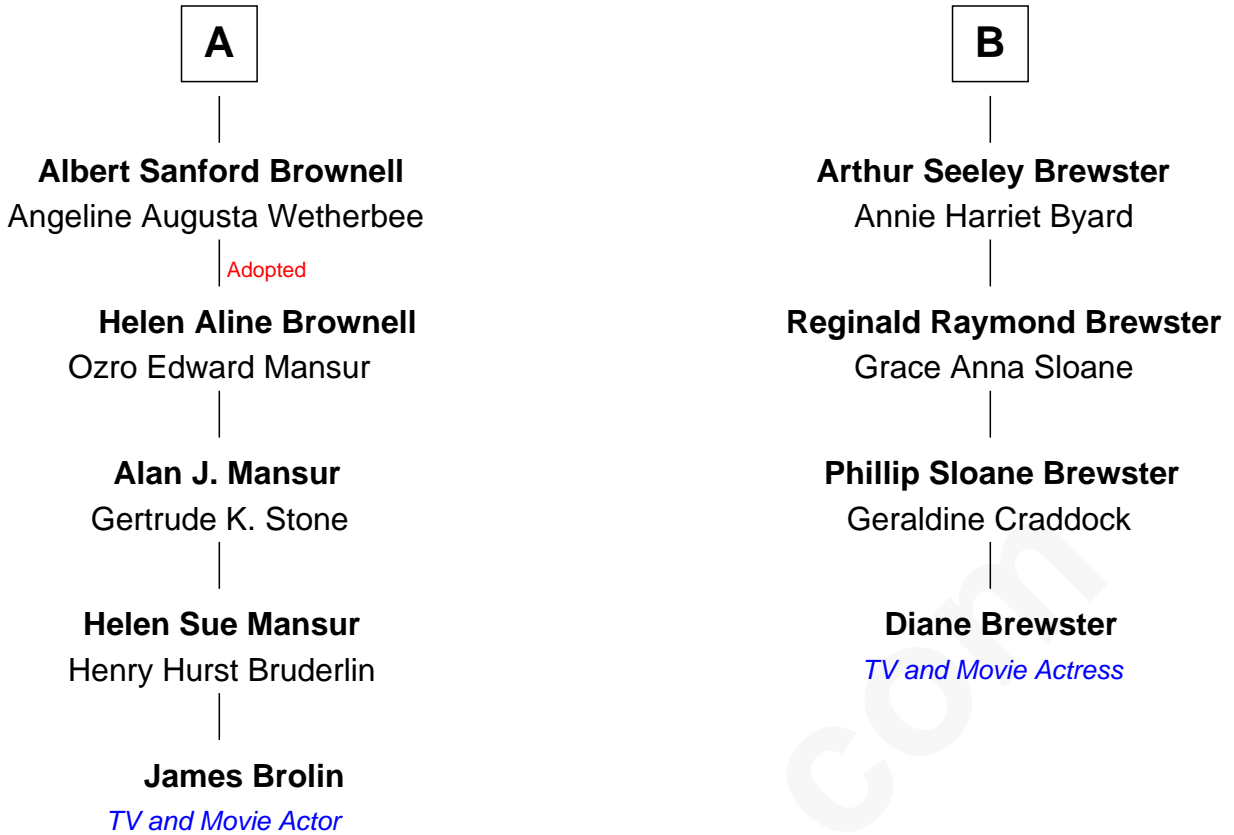 A
Albert Sanford Brownell
Angeline Augusta Wetherbee
Adopted
Helen Aline Brownell
Ozro Edward Mansur
Alan J. Mansur
Gertrude K. Stone
Helen Sue Mansur
Henry Hurst Bruderlin
James Brolin
TV and Movie Actor
B
Arthur Seeley Brewster
Annie Harriet Byard
Reginald Raymond Brewster
Grace Anna Sloane
Phillip Sloane Brewster
Geraldine Craddock
Diane Brewster
TV and Movie Actress
com